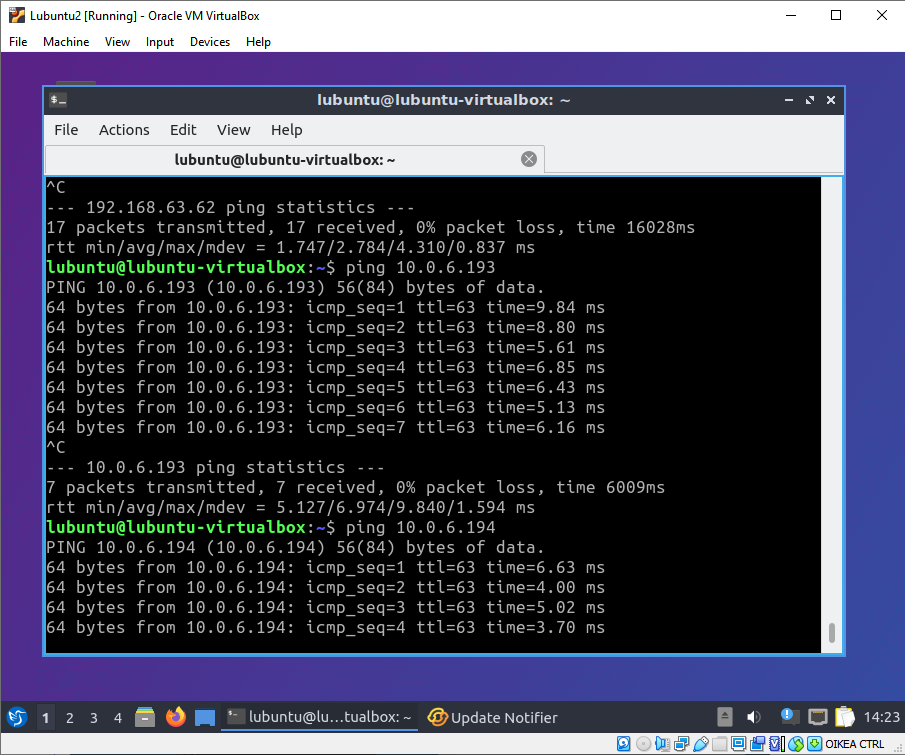 Lubuntu2 [Running] - Oracle VM VirtualBox
File Machine View Input Devices Help
lubuntu@lubuntu-virtualbox: ~
File Actions Edit View Help
lubuntu@lubuntu-virtualbox: ~
^C
--- 192.168.63.62 ping statistics ---
17 packets transmitted, 17 received, 0% packet loss, time 16028ms
rtt min/avg/max/mdev = 1.747/2.784/4.310/0.837 ms
lubuntu@lubuntu-virtualbox:~$ ping 10.0.6.193
PING 10.0.6.193 (10.0.6.193) 56(84) bytes of data.
64 bytes from 10.0.6.193: icmp_seq=1 ttl=63 time=9.84 ms
64 bytes from 10.0.6.193: icmp_seq=2 ttl=63 time=8.80 ms
64 bytes from 10.0.6.193: icmp_seq=3 ttl=63 time=5.61 ms
64 bytes from 10.0.6.193: icmp_seq=4 ttl=63 time=6.85 ms
64 bytes from 10.0.6.193: icmp_seq=5 ttl=63 time=6.43 ms
64 bytes from 10.0.6.193: icmp_seq=6 ttl=63 time=5.13 ms
64 bytes from 10.0.6.193: icmp_seq=7 ttl=63 time=6.16 ms
^C
--- 10.0.6.193 ping statistics ---
7 packets transmitted, 7 received, 0% packet loss, time 6009ms
rtt min/avg/max/mdev = 5.127/6.974/9.840/1.594 ms
lubuntu@lubuntu-virtualbox:~$ ping 10.0.6.194
PING 10.0.6.194 (10.0.6.194) 56(84) bytes of data.
64 bytes from 10.0.6.194: icmp_seq=1 ttl=63 time=6.63 ms
64 bytes from 10.0.6.194: icmp_seq=2 ttl=63 time=4.00 ms
64 bytes from 10.0.6.194: icmp_seq=3 ttl=63 time=5.02 ms
64 bytes from 10.0.6.194: icmp_seq=4 ttl=63 time=3.70 ms
1 2 3 4 lubuntu@lu…tualbox: ~ Update Notifier 14:23
ΔΕΞΙΑ CTRL